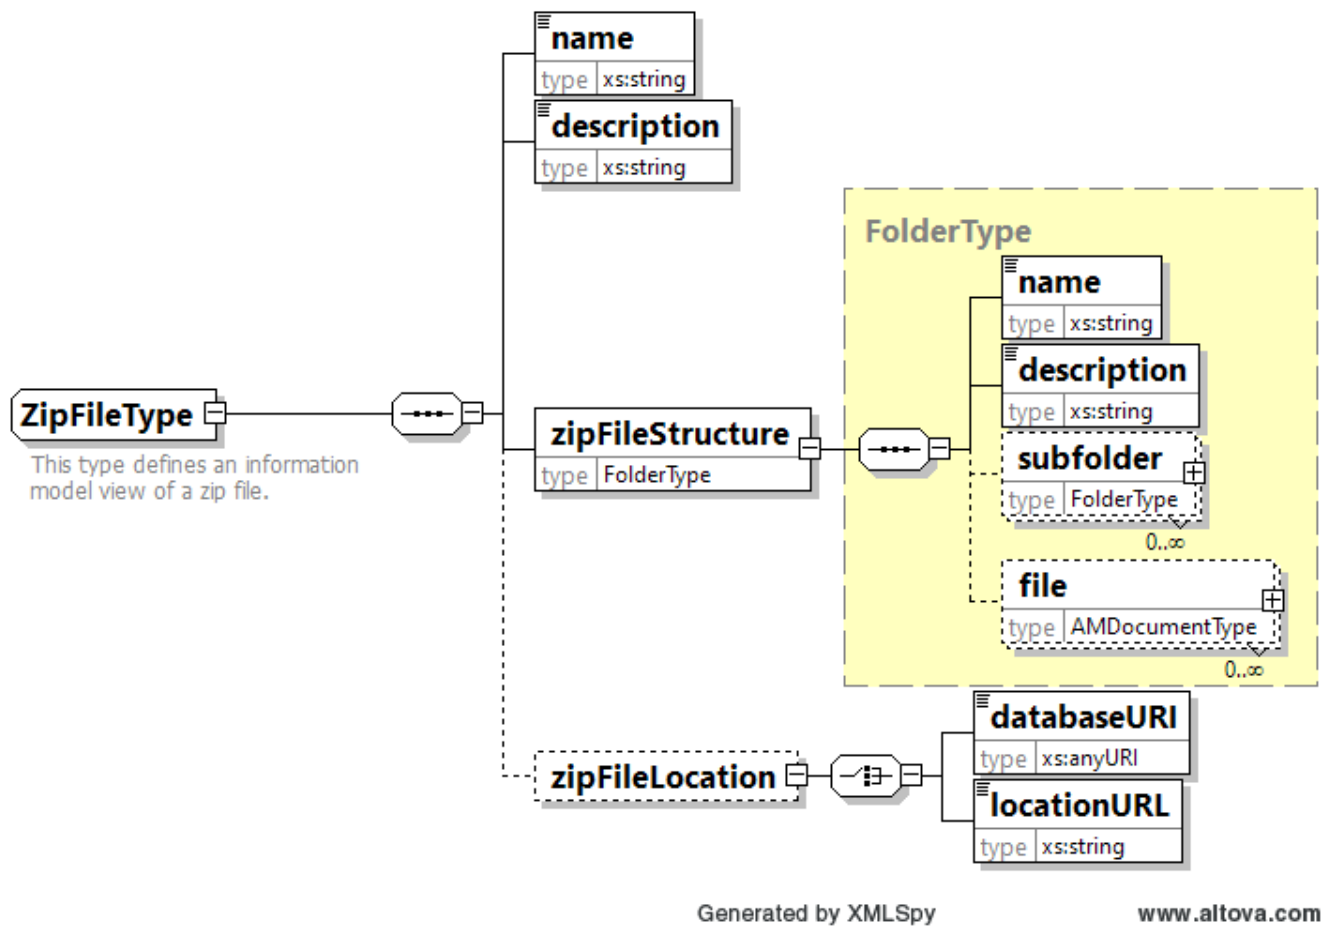 name
type xs:string
description
type xs:string
FolderType
name
type xs:string
description
type xs:string
ZipFileType
This type defines an information
model view of a zip file.
zipFileStructure
type FolderType
subfolder
type FolderType
0..∞
file
type AMDocumentType
0..∞
zipFileLocation
databaseURI
type xs:anyURI
locationURL
type xs:string
Generated by XMLSpy
www.altova.com